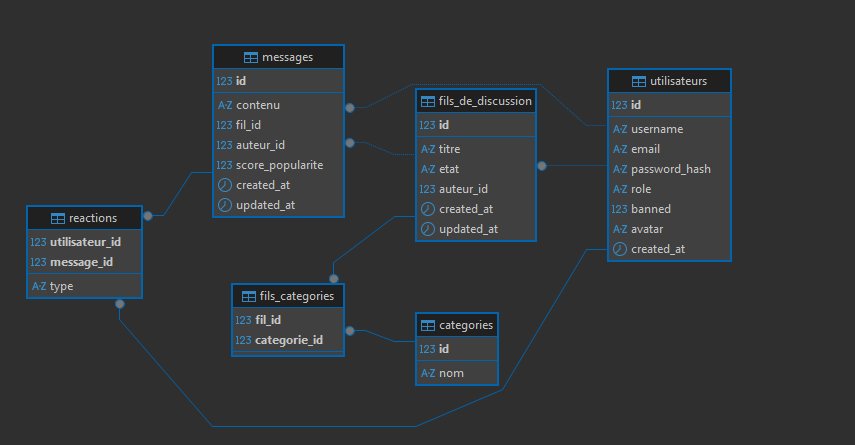 messages
123 id
A-Z contenu
123 fil_id
123 auteur_id
123 score_popularite
created_at
updated_at
fils_de_discussion
123 id
A-Z titre
A-Z etat
123 auteur_id
created_at
updated_at
utilisateurs
123 id
A-Z username
A-Z email
A-Z password_hash
A-Z role
123 banned
A-Z avatar
created_at
reactions
123 utilisateur_id
123 message_id
A-Z type
fils_categories
123 fil_id
123 categorie_id
categories
123 id
A-Z nom